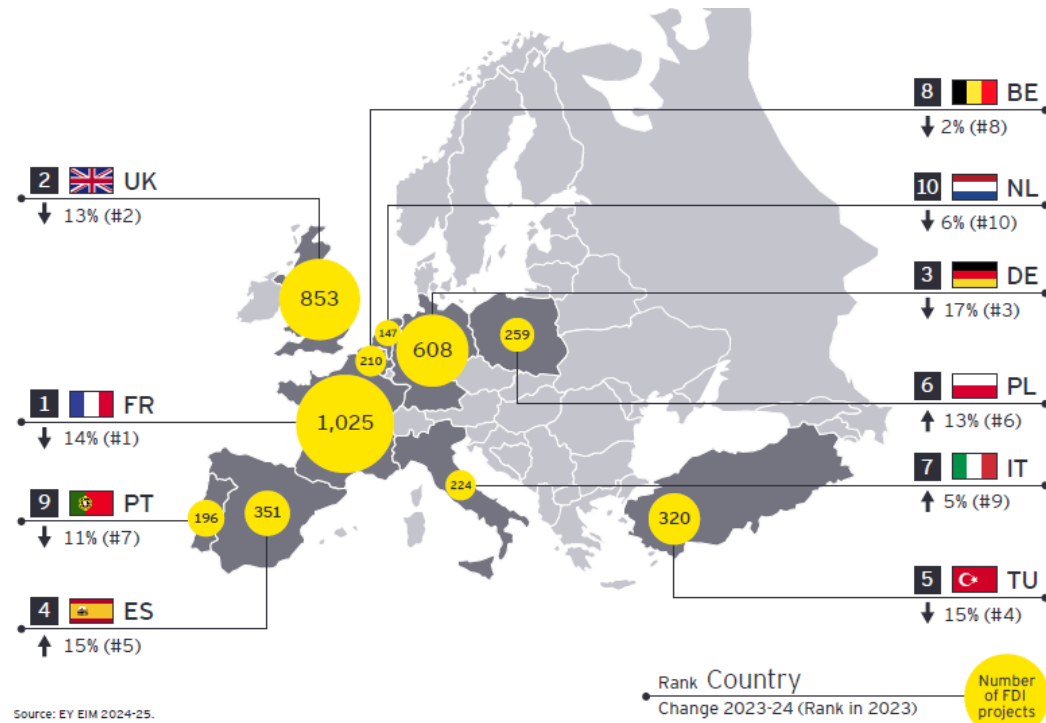 2 UK
13% (#2)
853
1 FR
14% (#1)
1,025
9 PT
11% (#7)
196
4 ES
15% (#5)
351
8 BE
2% (#8)
210
10 NL
6% (#10)
147
3 DE
17% (#3)
608
6 PL
13% (#6)
259
7 IT
5% (#9)
224
5 TU
15% (#4)
320
Rank Country
Change 2023-24 (Rank in 2023)
Number
of FDI
projects
Source: EY EIM 2024-25.